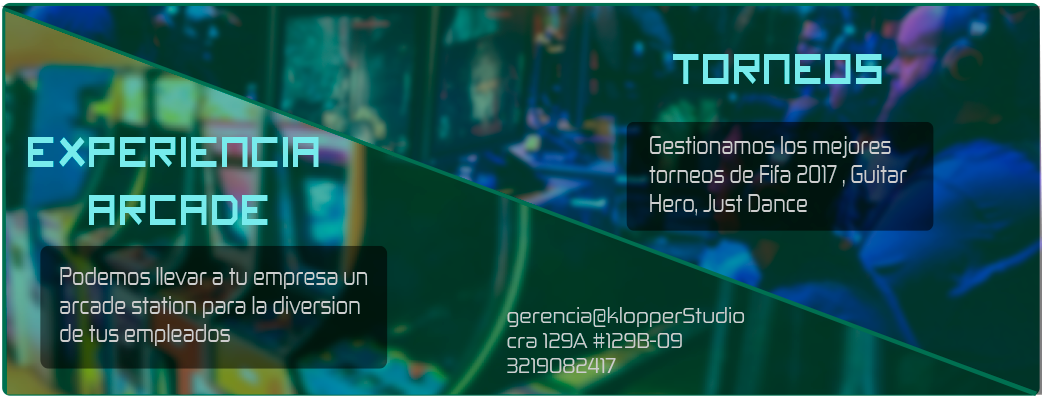 EXPERIENCIA
ARCADE
Podemos llevar a tu empresa un
arcade station para la diversion
de tus empleados
TORNEOS
Gestionamos los mejores
torneos de Fifa 2017 , Guitar
Hero, Just Dance
gerencia@klopperStudio
cra 129A #129B-09
3219082417